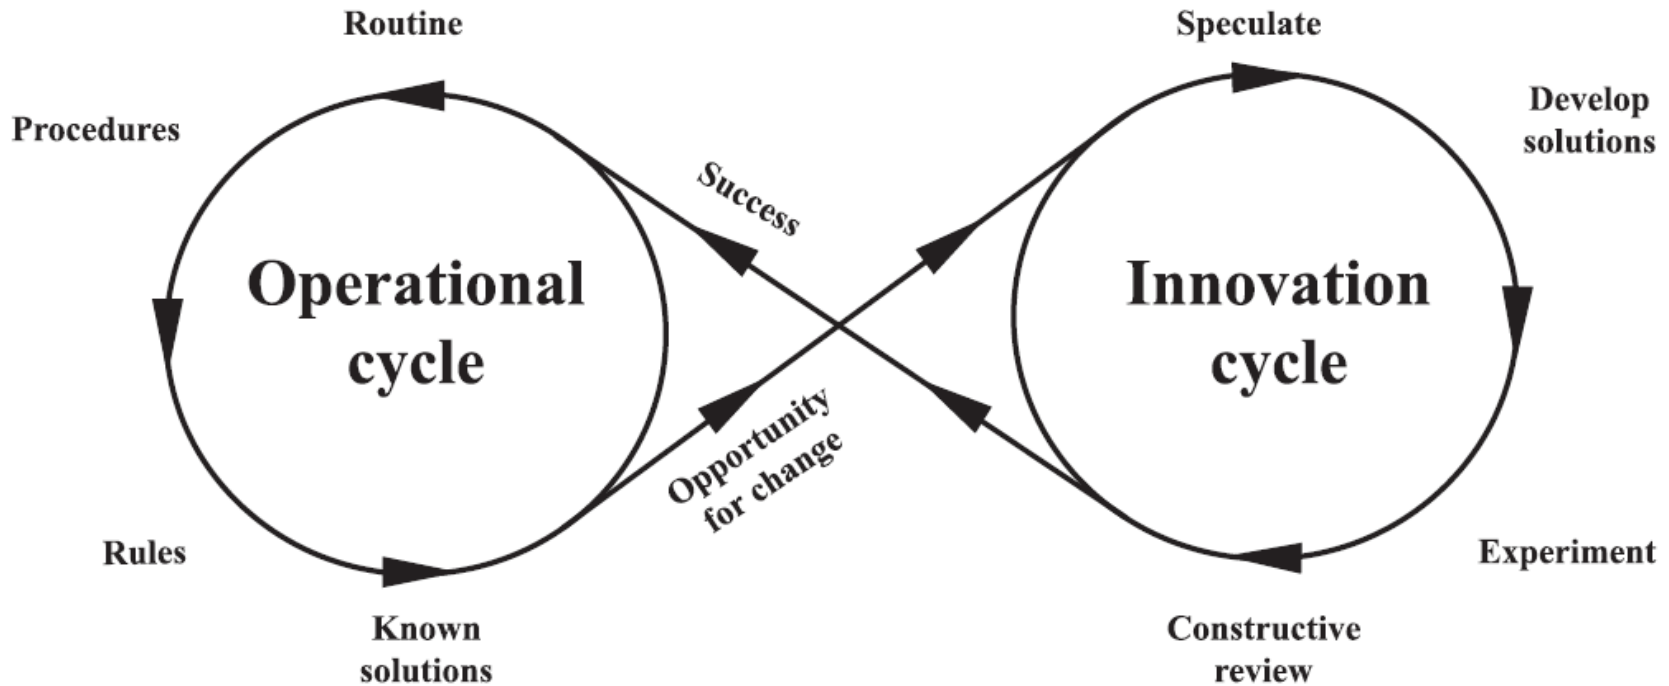 Routine
Speculate
Procedures
Develop
solutions
Success
Operational
cycle
Innovation
cycle
Opportunity
for change
Rules
Experiment
Known
solutions
Constructive
review